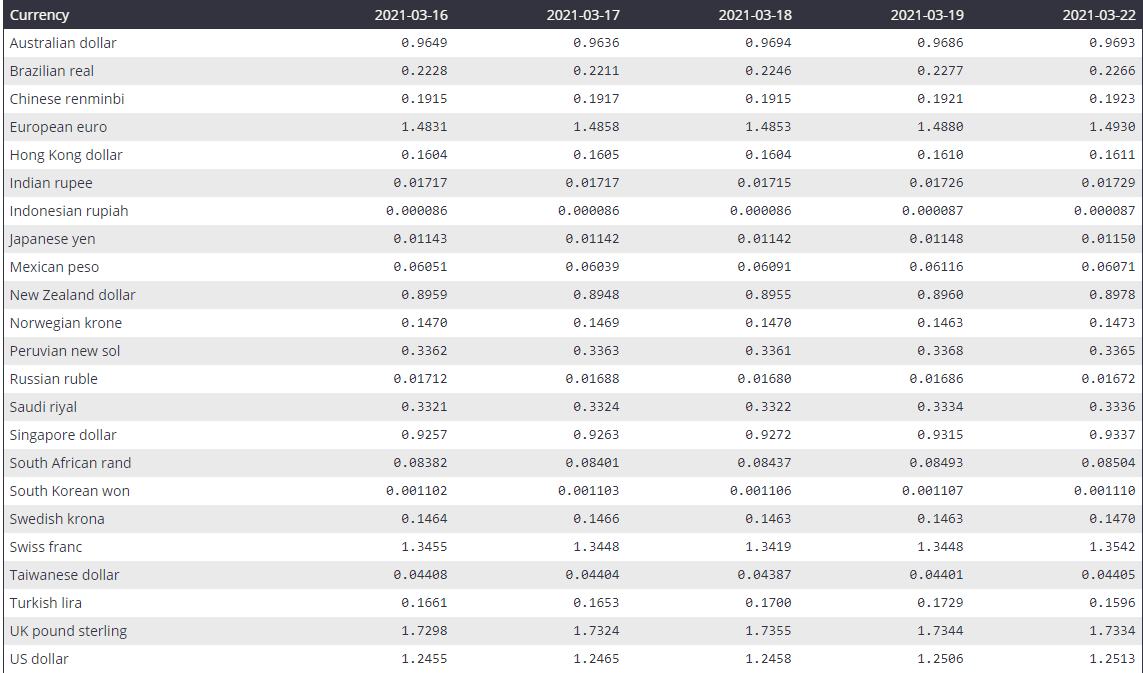 Currency 2021-03-16 2021-03-17 2021-03-18 2021-03-19 2021-03-22
Australian dollar 0.9649 0.9636 0.9694 0.9686 0.9693
Brazilian real 0.2228 0.2211 0.2246 0.2277 0.2266
Chinese renminbi 0.1915 0.1917 0.1915 0.1921 0.1923
European euro 1.4831 1.4858 1.4853 1.4880 1.4930
Hong Kong dollar 0.1604 0.1605 0.1604 0.1610 0.1611
Indian rupee 0.01717 0.01717 0.01715 0.01726 0.01729
Indonesian rupiah 0.000086 0.000086 0.000086 0.000087 0.000087
Japanese yen 0.01143 0.01142 0.01142 0.01148 0.01150
Mexican peso 0.06051 0.06039 0.06091 0.06116 0.06071
New Zealand dollar 0.8959 0.8948 0.8955 0.8960 0.8978
Norwegian krone 0.1470 0.1469 0.1470 0.1463 0.1473
Peruvian new sol 0.3362 0.3363 0.3361 0.3368 0.3365
Russian ruble 0.01712 0.01688 0.01680 0.01686 0.01672
Saudi riyal 0.3321 0.3324 0.3322 0.3334 0.3336
Singapore dollar 0.9257 0.9263 0.9272 0.9315 0.9337
South African rand 0.08382 0.08401 0.08437 0.08493 0.08504
South Korean won 0.001102 0.001103 0.001106 0.001107 0.001110
Swedish krona 0.1464 0.1466 0.1463 0.1463 0.1470
Swiss franc 1.3455 1.3448 1.3419 1.3448 1.3542
Taiwanese dollar 0.04408 0.04404 0.04387 0.04401 0.04405
Turkish lira 0.1661 0.1653 0.1700 0.1729 0.1596
UK pound sterling 1.7298 1.7324 1.7355 1.7344 1.7334
US dollar 1.2455 1.2465 1.2458 1.2506 1.2513